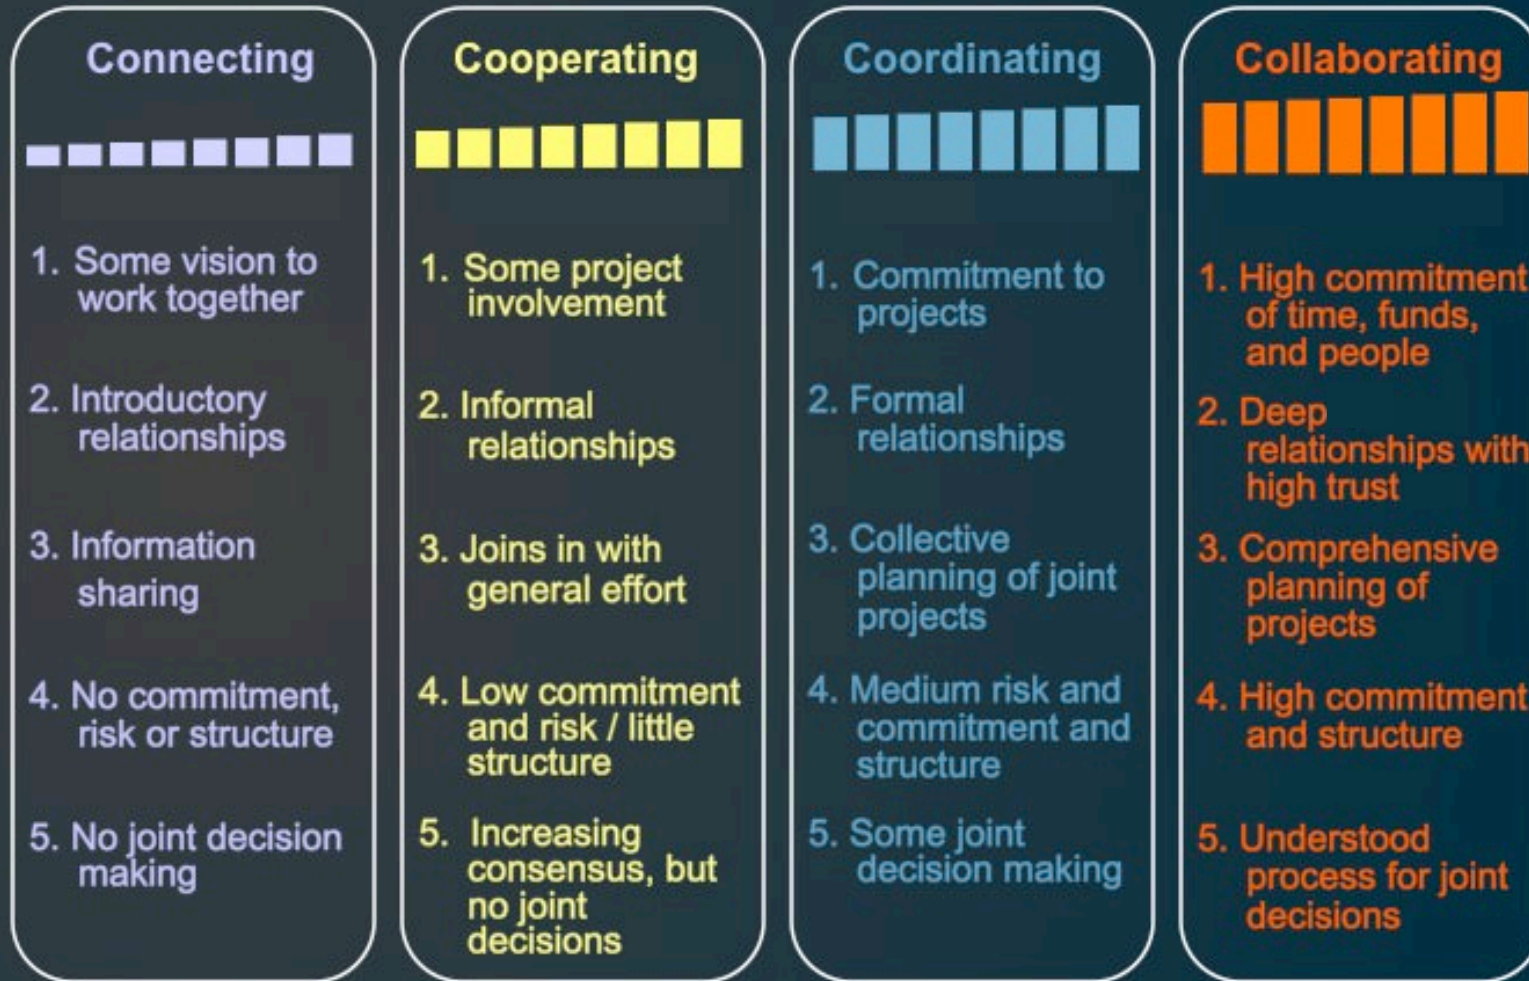 Connecting
1. Some vision to
work together
2. Introductory
relationships
3. Information
sharing
4. No commitment,
risk or structure
5. No joint decision
making
Cooperating
1. Some project
involvement
2. Informal
relationships
3. Joins in with
general effort
4. Low commitment
and risk / little
structure
5. Increasing
consensus, but
no joint
decisions
Coordinating
1. Commitment to
projects
2. Formal
relationships
3. Collective
planning of joint
projects
4. Medium risk and
commitment and
structure
5. Some joint
decision making
Collaborating
1. High commitment
of time, funds,
and people
2. Deep
relationships with
high trust
3. Comprehensive
planning of
projects
4. High commitment
and structure
5. Understood
process for joint
decisions